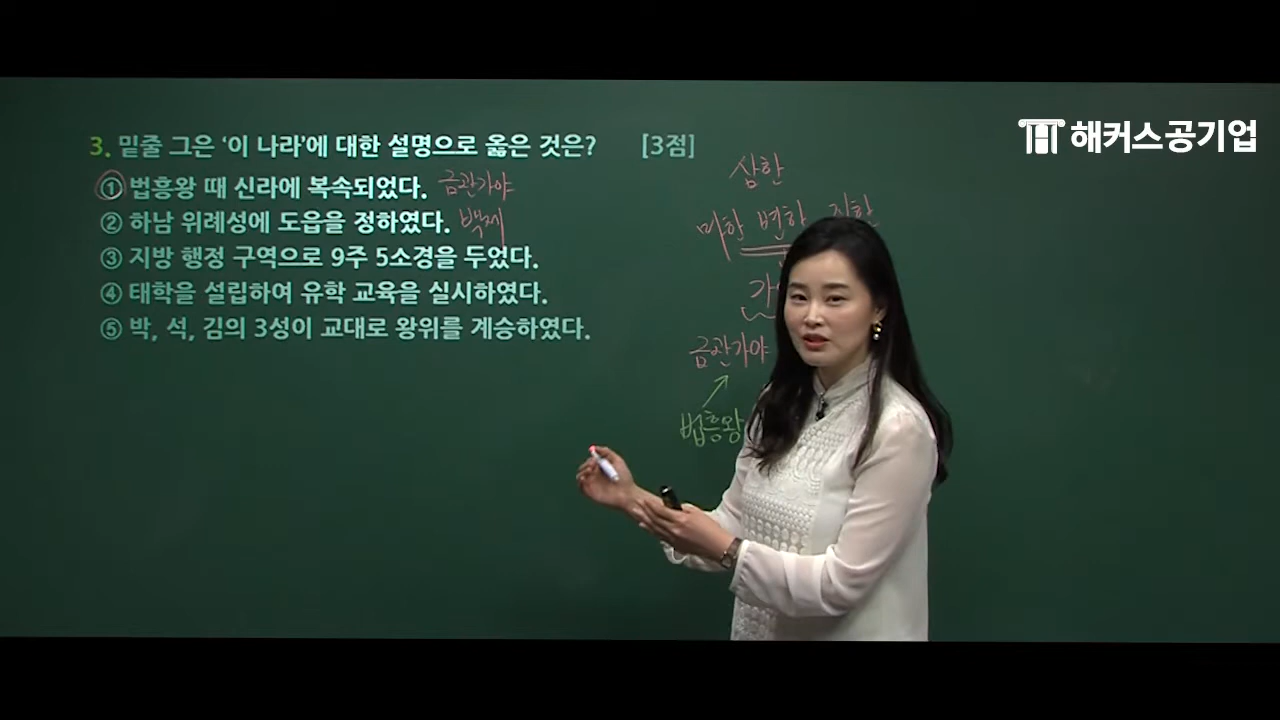 해커스공기업
3. 밑줄 그은 '이 나라'에 대한 설명으로 옳은 것은? [3점]
① 법흥왕 때 신라에 복속되었다. 금관가야
② 하남 위례성에 도읍을 정하였다. 백제
③ 지방 행정 구역으로 9주 5소경을 두었다.
④ 태학을 설립하여 유학 교육을 실시하였다.
⑤ 박, 석, 김의 3성이 교대로 왕위를 계승하였다.
삼한
마한 변한 진한
가
금관가야
법흥왕